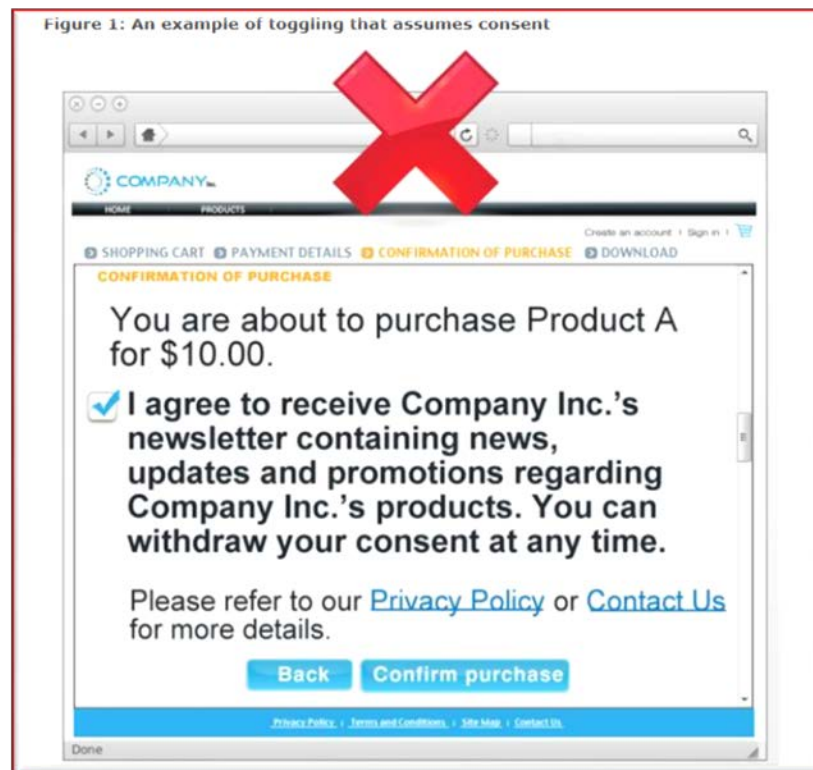 Figure 1: An example of toggling that assumes consent
COMPANY Inc.
HOME PRODUCTS
Create an account | Sign in |
SHOPPING CART PAYMENT DETAILS CONFIRMATION OF PURCHASE DOWNLOAD
CONFIRMATION OF PURCHASE
You are about to purchase Product A
for $10.00.
I agree to receive Company Inc.'s
newsletter containing news,
updates and promotions regarding
Company Inc.'s products. You can
withdraw your consent at any time.
Please refer to our Privacy Policy or Contact Us
for more details.
Back Confirm purchase
Privacy Policy | Terms and Conditions | Site Map | Contact Us
Done